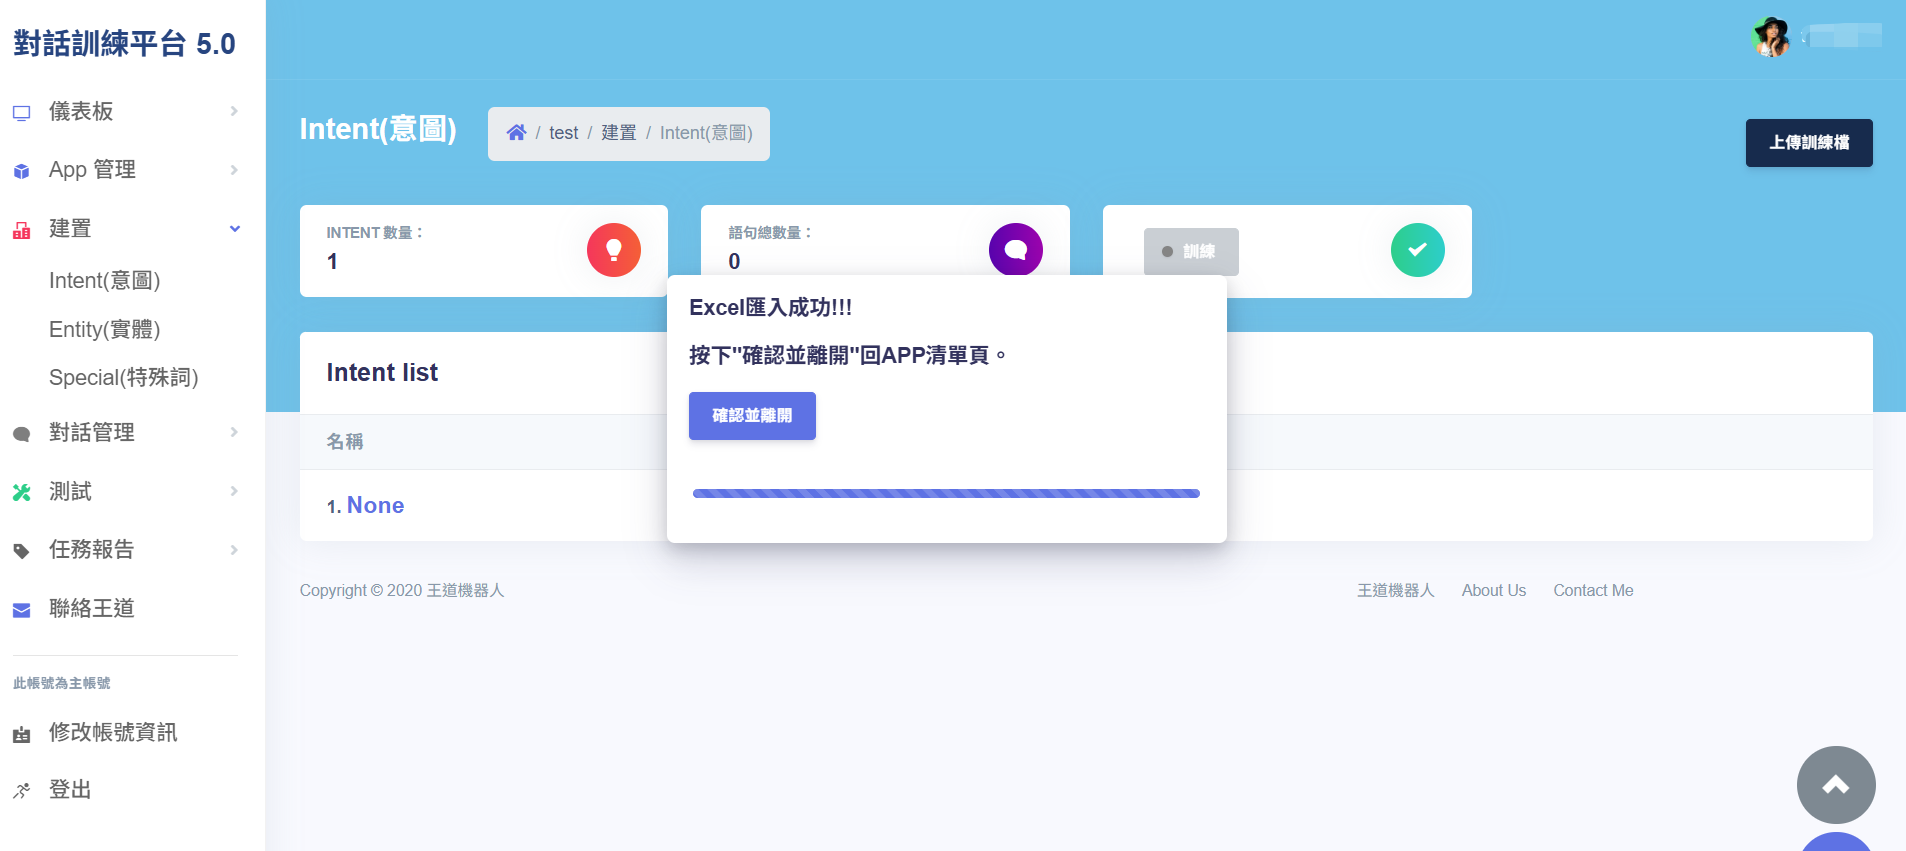 對話訓練平台 5.0
儀表板
App 管理
建置
Intent(意圖)
Entity(實體)
Special(特殊詞)
對話管理
測試
任務報告
聯絡王道
此帳號為主帳號
修改帳號資訊
登出
Intent(意圖)
/ test / 建置 / Intent(意圖)
上傳訓練檔
INTENT 數量：
1
語句總數量：
0
訓練
Excel匯入成功!!!
按下"確認並離開"回APP清單頁。
確認並離開
Intent list
名稱
1. None
Copyright © 2020 王道機器人
王道機器人 About Us Contact Me